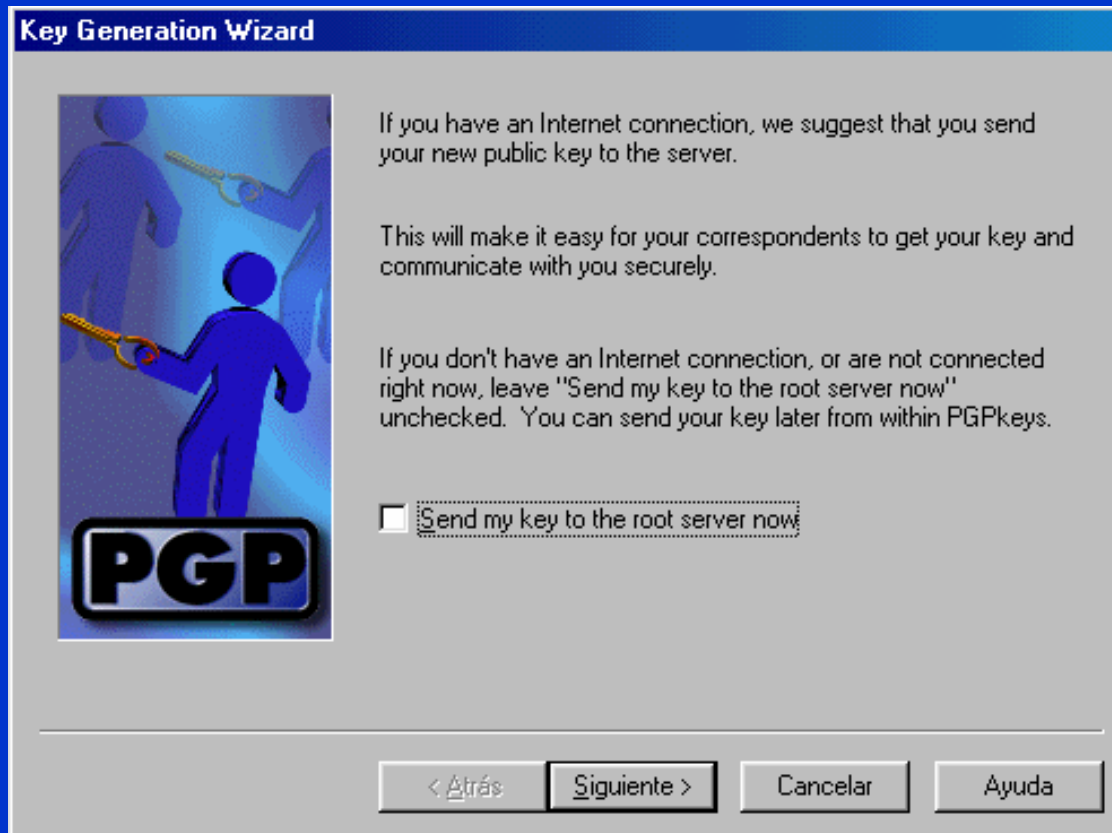 Key Generation Wizard
If you have an Internet connection, we suggest that you send
your new public key to the server.
This will make it easy for your correspondents to get your key and
communicate with you securely.
If you don't have an Internet connection, or are not connected
right now, leave "Send my key to the root server now"
unchecked.  You can send your key later from within PGPkeys.
Send my key to the root server now
PGP
< Atrás
Siguiente >
Cancelar
Ayuda